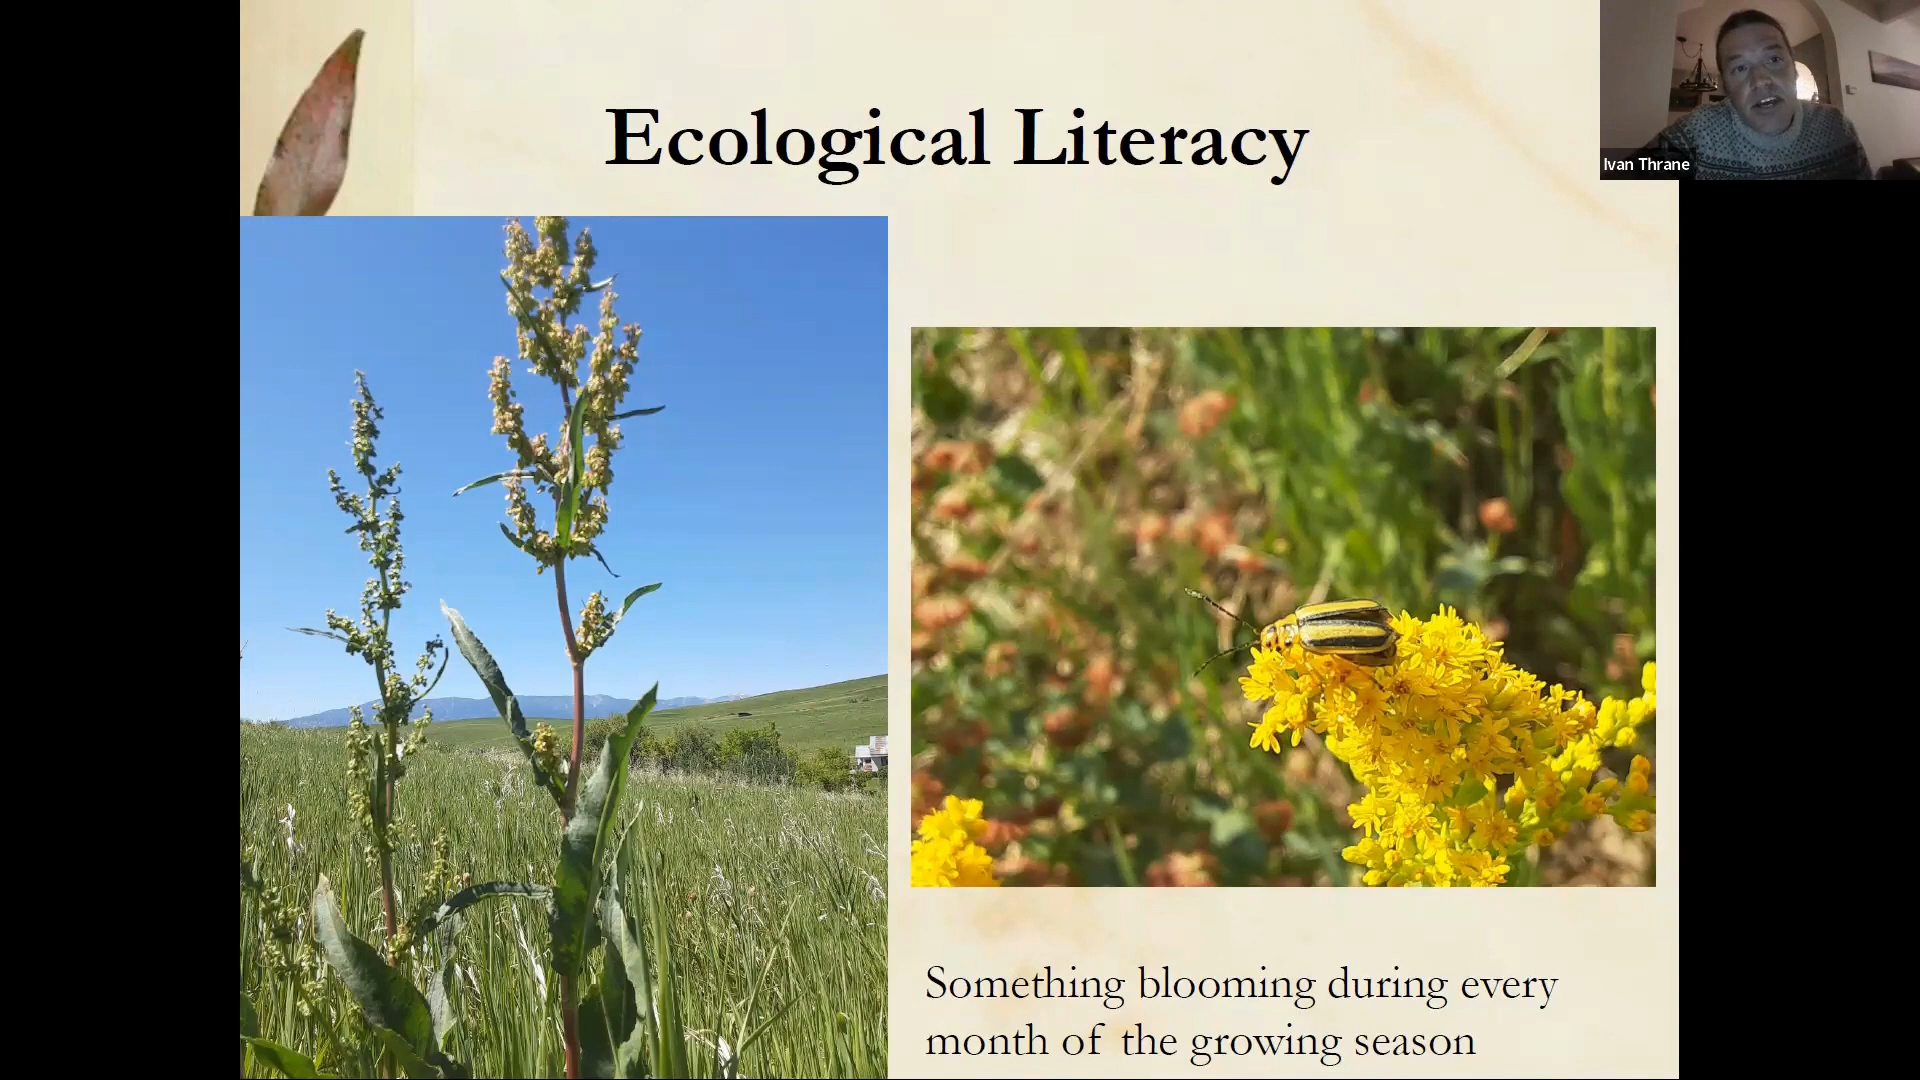 Ecological Literacy
Ivan Thrane
Something blooming during every
month of the growing season